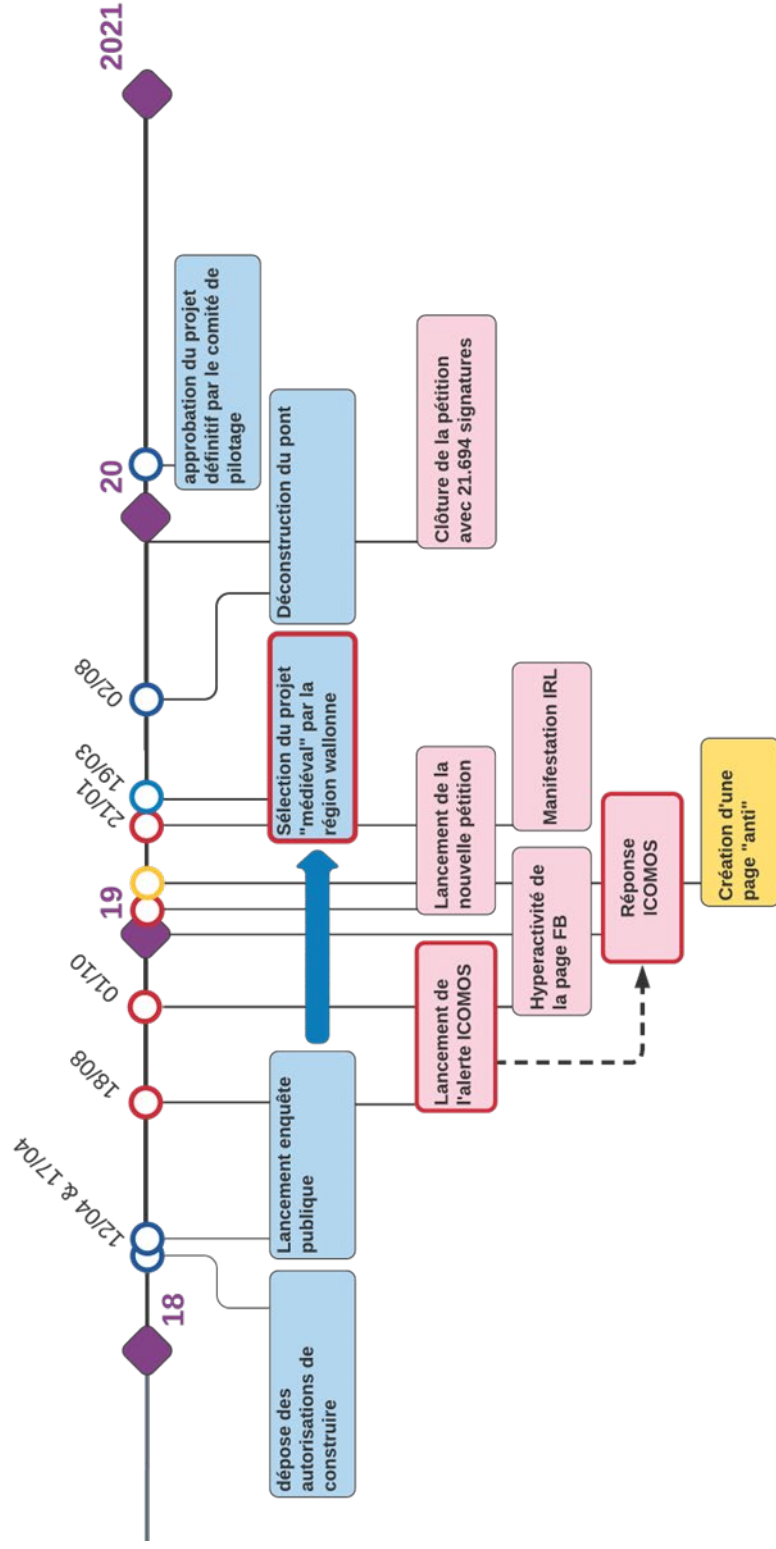 18
19
20
2021
12/04 & 17/04
18/08
01/10
21/01
19/03
02/08
dépose des
autorisations de
construire
Lancement enquête
publique
Sélection du projet
"médiéval" par la
région wallonne
Déconstruction du pont
approbation du projet
définitif par le comité de
pilotage
Lancement de
l'alerte ICOMOS
Lancement de la
nouvelle pétition
Clôture de la pétition
avec 21.694 signatures
Hyperactivité de
la page FB
Manifestation IRL
Réponse
ICOMOS
Création d'une
page "anti"